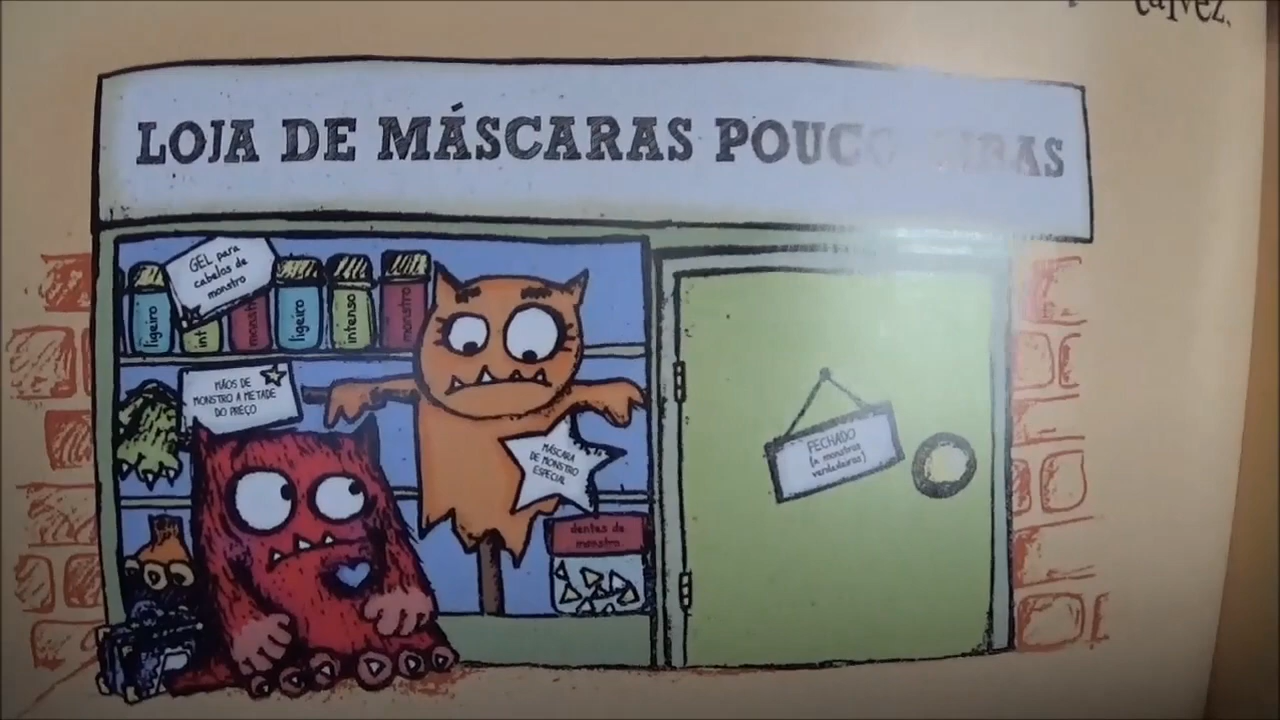 talvez.
LOJA DE MÁSCARAS POUCO
GEL para
cabelos de
monstro
ligeiro
int
monst
ligeiro
intenso
monstro
MÃOS DE
MONSTRO A METADE
DO PREÇO
MÁSCARA
DE MONSTRO
ESPECIAL
dentes de
monstro
FECHADO
(a monstros
verdadeiros)